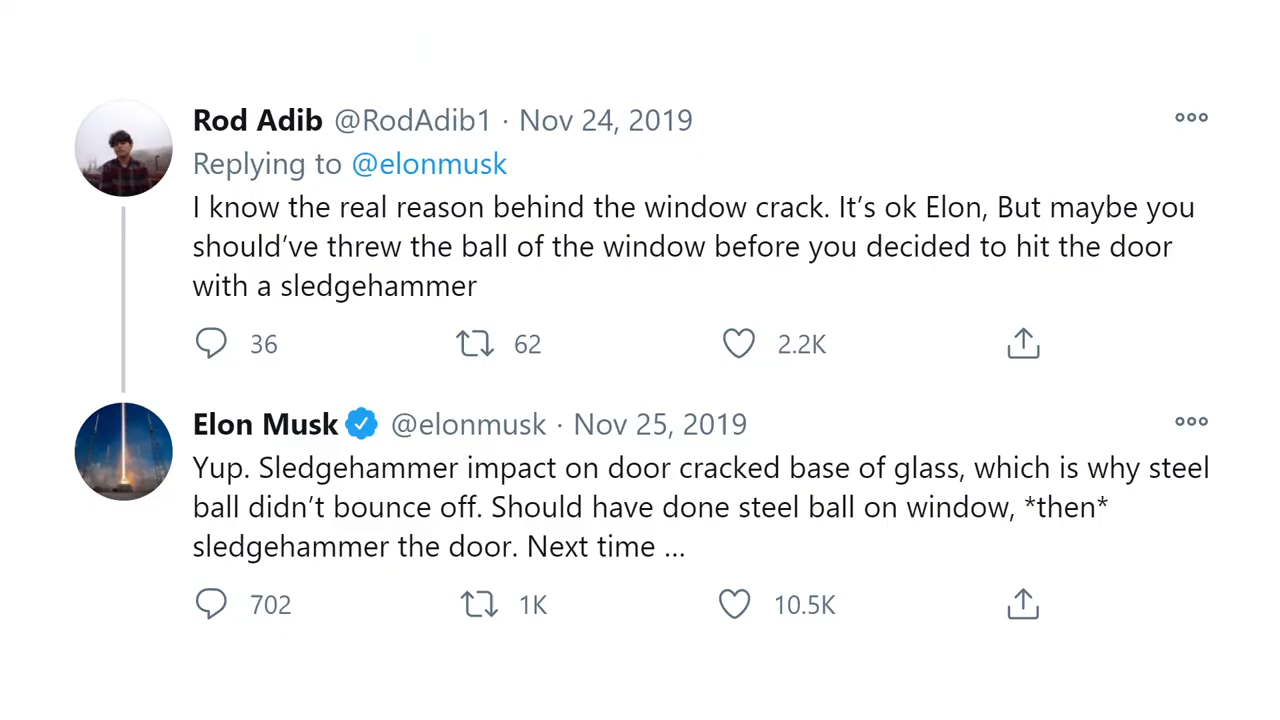 Rod Adib @RodAdib1 · Nov 24, 2019
Replying to @elonmusk
I know the real reason behind the window crack. It’s ok Elon, But maybe you
should’ve threw the ball of the window before you decided to hit the door
with a sledgehammer
36 62 2.2K
Elon Musk @elonmusk · Nov 25, 2019
Yup. Sledgehammer impact on door cracked base of glass, which is why steel
ball didn’t bounce off. Should have done steel ball on window, *then*
sledgehammer the door. Next time …
702 1K 10.5K